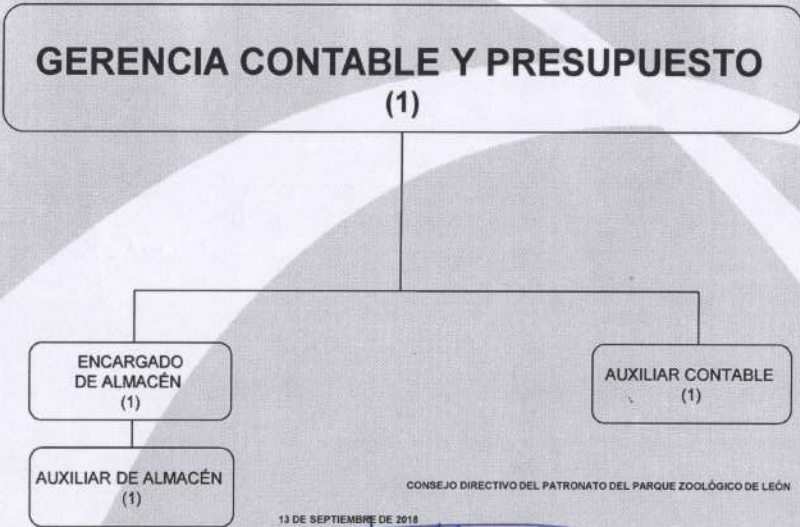 GERENCIA CONTABLE Y PRESUPUESTO
(1)
ENCARGADO
DE ALMACÉN
(1)
AUXILIAR CONTABLE
(1)
AUXILIAR DE ALMACÉN
(1)
CONSEJO DIRECTIVO DEL PATRONATO DEL PARQUE ZOOLÓGICO DE LEÓN
13 DE SEPTIEMBRE DE 2018